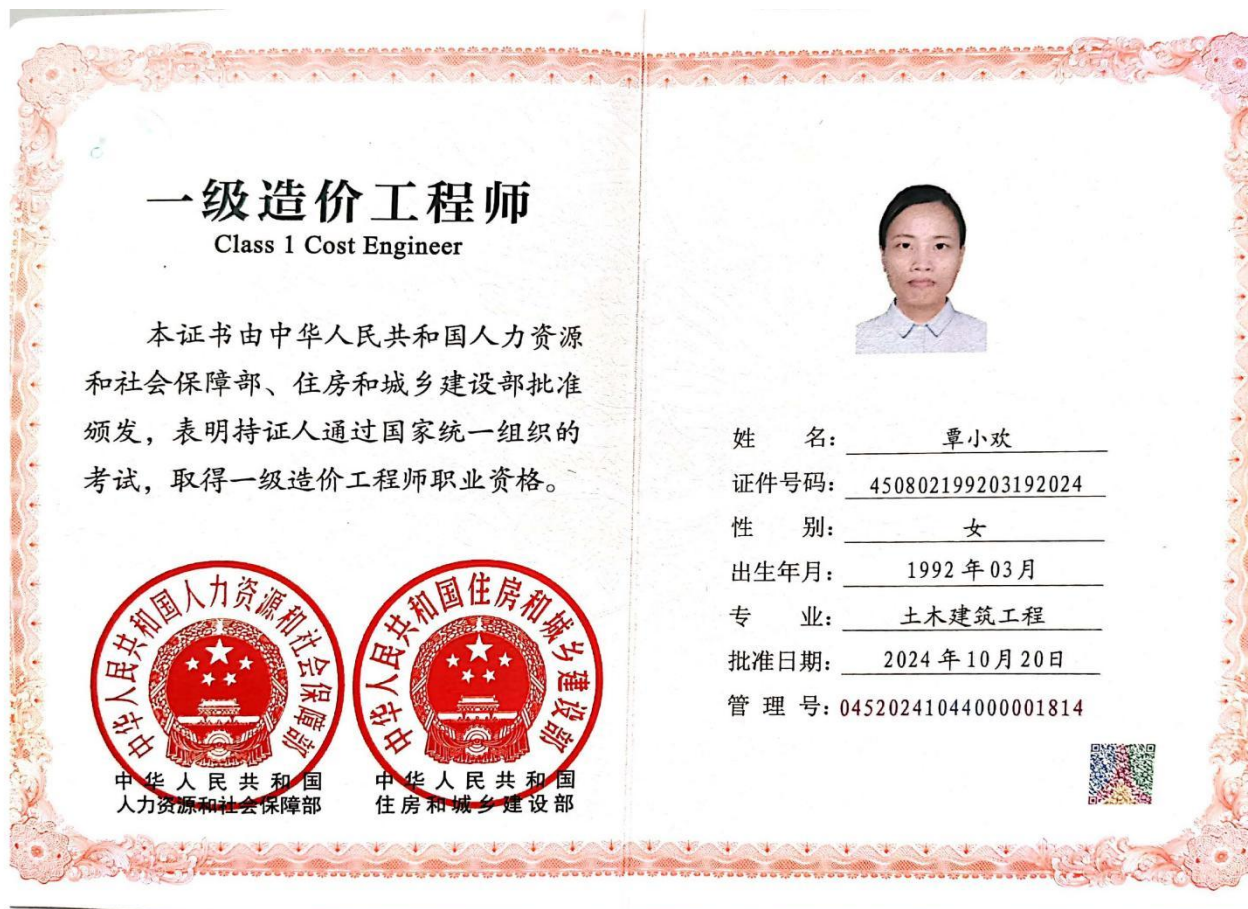 一级造价工程师
Class 1 Cost Engineer
本证书由中华人民共和国人力资源
和社会保障部、住房和城乡建设部批准
颁发，表明持证人通过国家统一组织的
考试，取得一级造价工程师职业资格。
中华人民共和国人力资源和社会保障部
中华人民共和国
人力资源和社会保障部
中华人民共和国住房和城乡建设部
中华人民共和国
住房和城乡建设部
姓 名：覃小欢
证件号码：450802199203192024
性 别：女
出生年月：1992年03月
专 业：土木建筑工程
批准日期：2024年10月20日
管 理 号：04520241044000001814